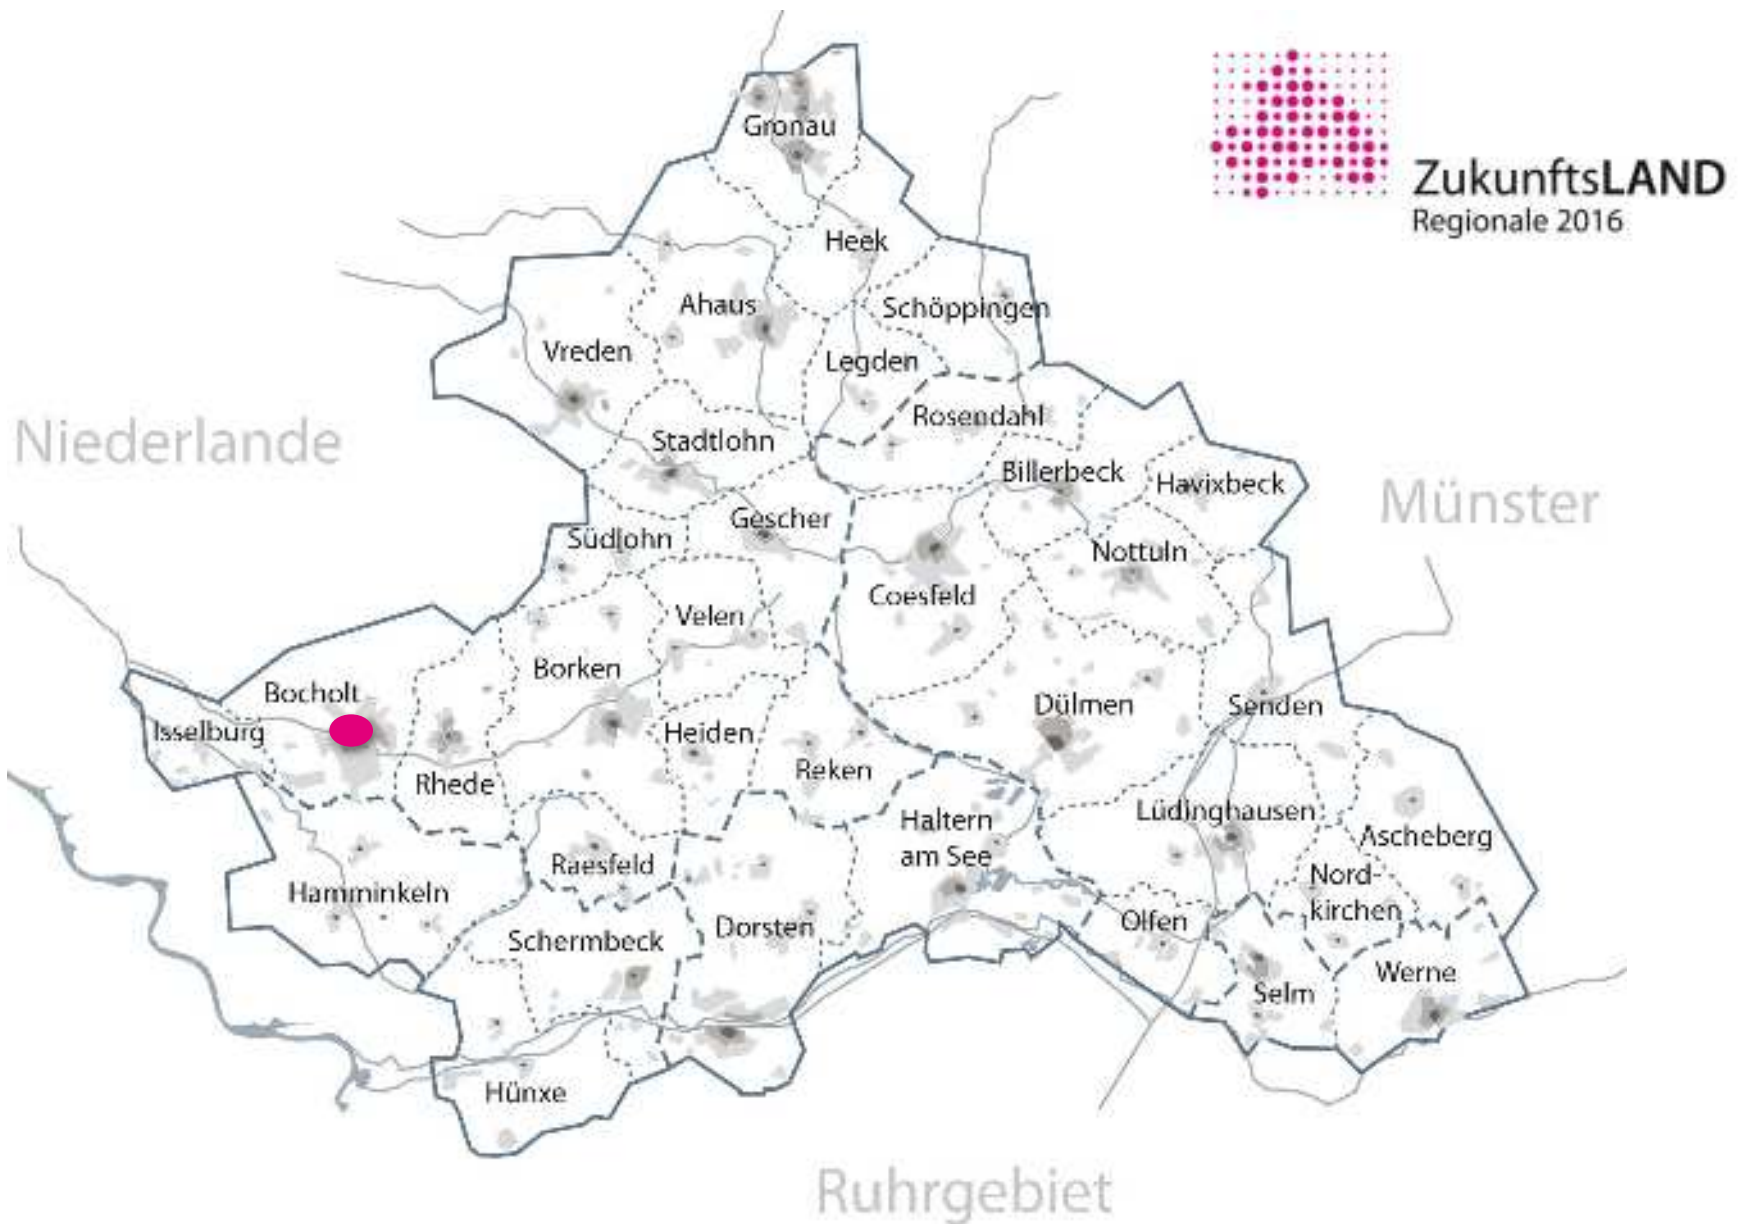 Gronau
ZukunftsLAND
Regionale 2016
Heek
Ahaus
Schöppingen
Vreden
Legden
Rosendahl
Niederlande
Stadtlohn
Billerbeck
Havixbeck
Münster
Gescher
Südlohn
Nottuln
Coesfeld
Velen
Borken
Bocholt
Dülmen
Senden
Isselburg
Heiden
Reken
Rhede
Lüdinghausen
Haltern
am See
Ascheberg
Raesfeld
Nord-
kirchen
Hamminkeln
Olfen
Dorsten
Schermbeck
Werne
Selm
Hünxe
Ruhrgebiet